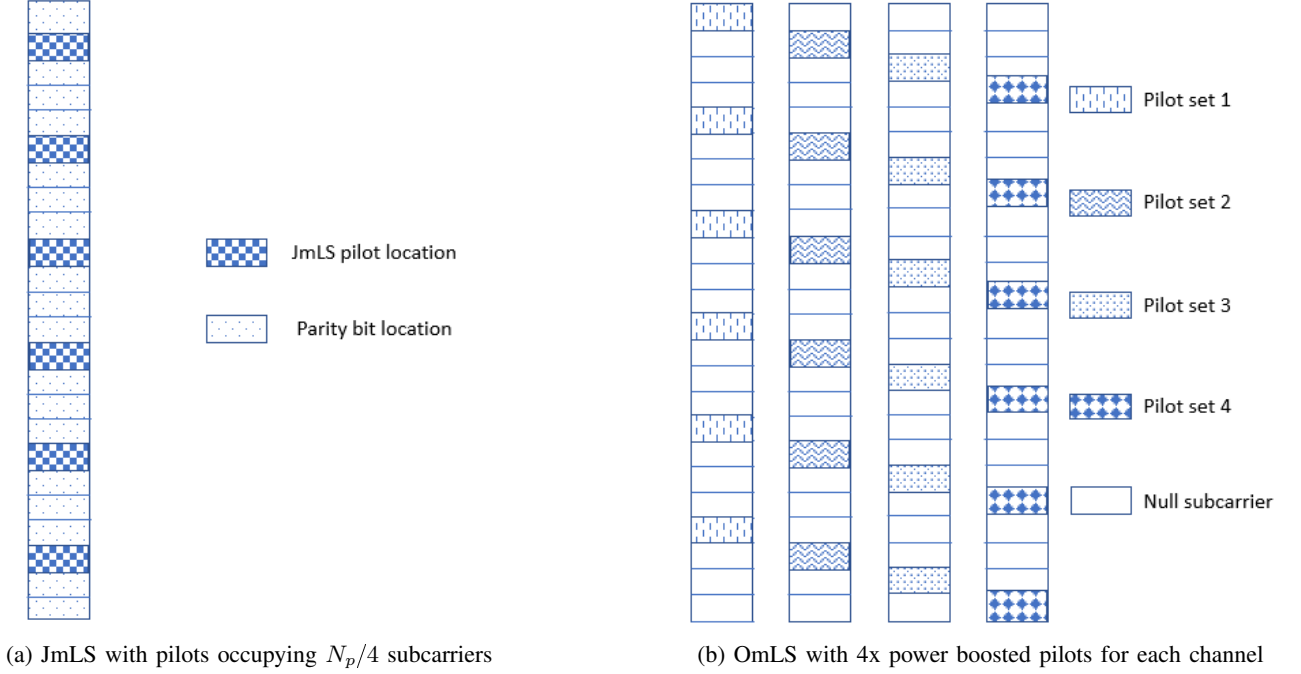 JmLS pilot location
Parity bit location
Pilot set 1
Pilot set 2
Pilot set 3
Pilot set 4
Null subcarrier
(a) JmLS with pilots occupying $N_p/4$ subcarriers
(b) OmLS with 4x power boosted pilots for each channel